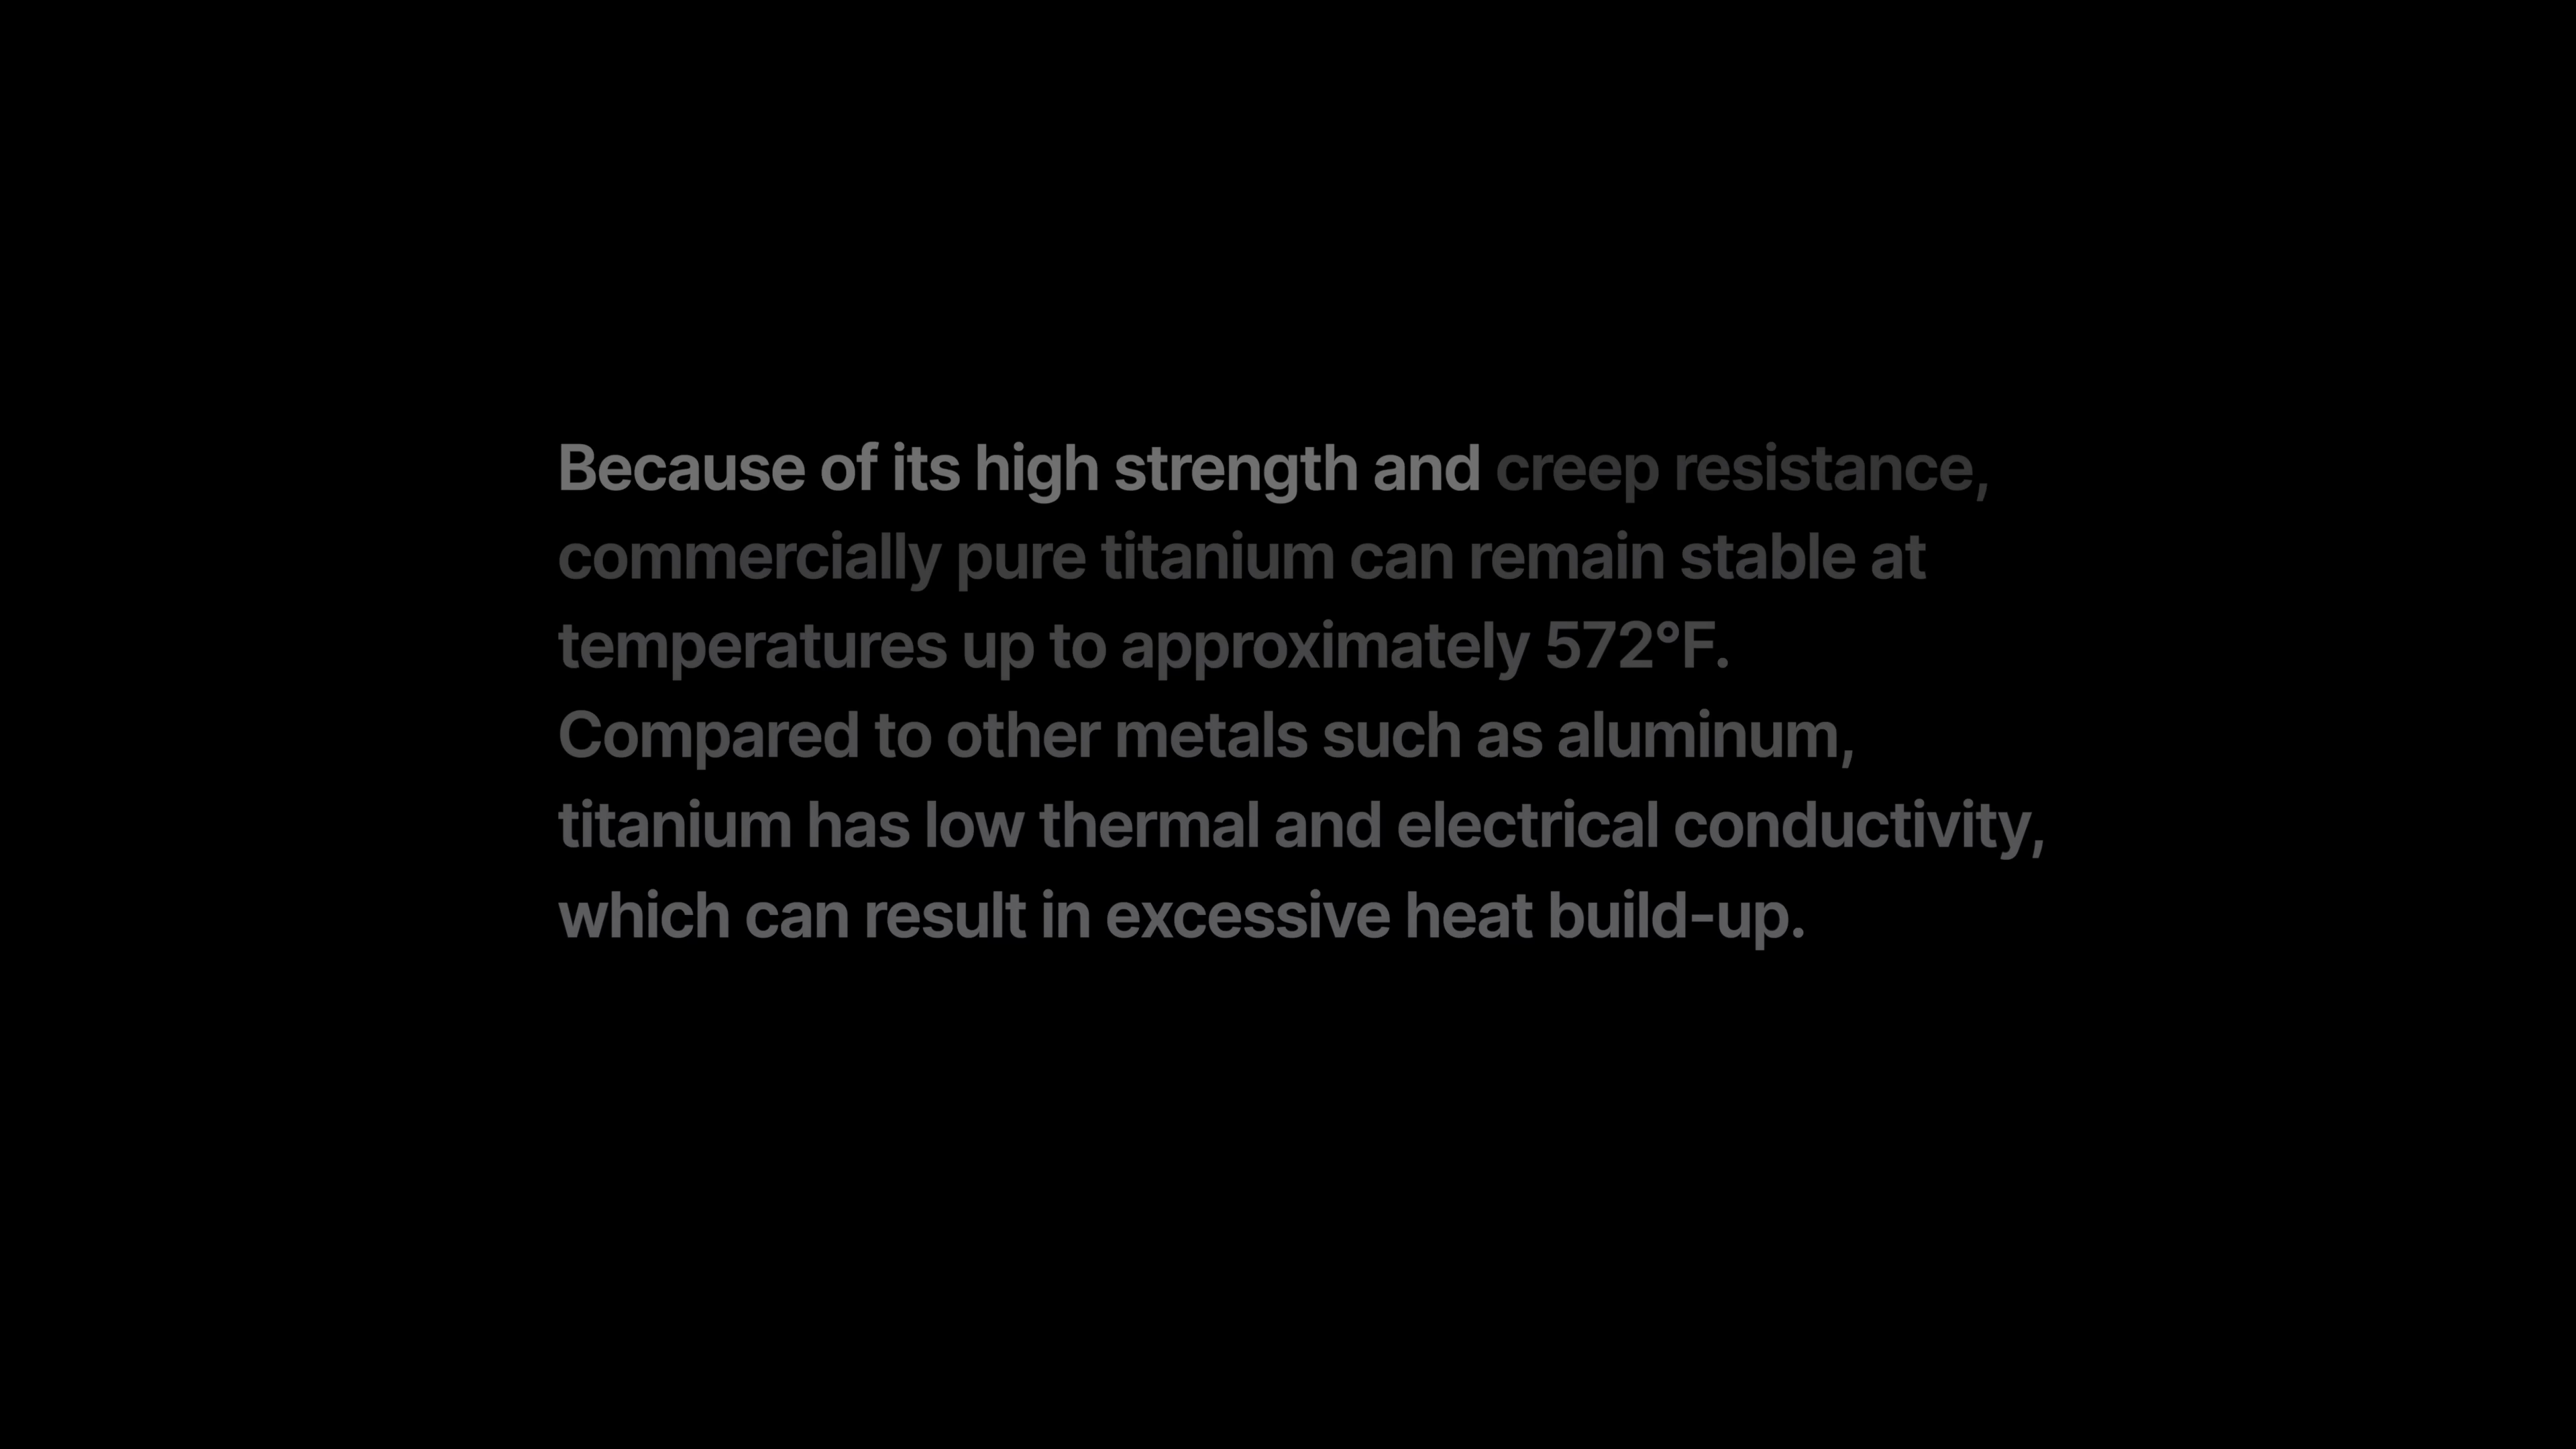 Because of its high strength and creep resistance,
commercially pure titanium can remain stable at
temperatures up to approximately 572°F.
Compared to other metals such as aluminum,
titanium has low thermal and electrical conductivity,
which can result in excessive heat build-up.